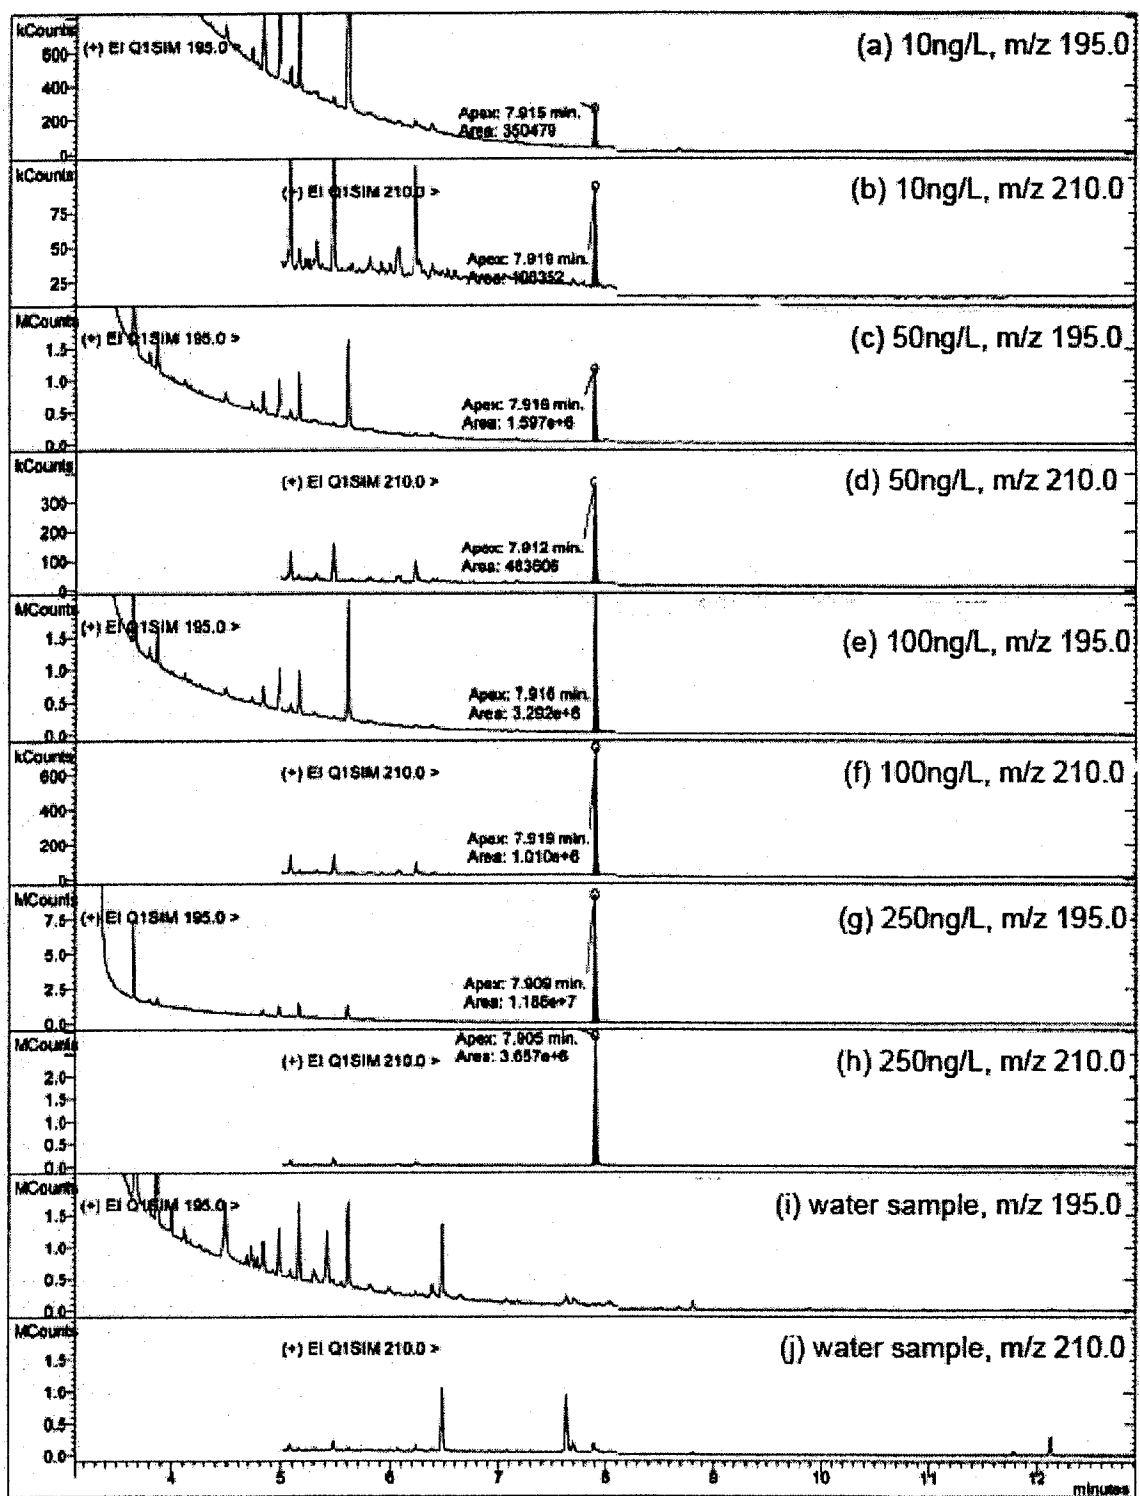 kCounts
(+) EI Q1SIM 195.0 >
(a) 10ng/L, m/z 195.0
600
400
200
0
Apex: 7.915 min.
Area: 350479
kCounts
(+) EI Q1SIM 210.0 >
(b) 10ng/L, m/z 210.0
75
50
25
Apex: 7.919 min.
Area: 106352
MCounts
(+) EI Q1SIM 195.0 >
(c) 50ng/L, m/z 195.0
1.5
1.0
0.5
0.0
Apex: 7.916 min.
Area: 1.597e+6
kCounts
(+) EI Q1SIM 210.0 >
(d) 50ng/L, m/z 210.0
300
200
100
0
Apex: 7.912 min.
Area: 483606
MCounts
(+) EI Q1SIM 195.0 >
(e) 100ng/L, m/z 195.0
1.5
1.0
0.5
0.0
Apex: 7.916 min.
Area: 3.292e+6
kCounts
(+) EI Q1SIM 210.0 >
(f) 100ng/L, m/z 210.0
600
400
200
0
Apex: 7.919 min.
Area: 1.010e+6
MCounts
(+) EI Q1SIM 195.0 >
(g) 250ng/L, m/z 195.0
7.5
5.0
2.5
0.0
Apex: 7.909 min.
Area: 1.186e+7
MCounts
(+) EI Q1SIM 210.0 >
(h) 250ng/L, m/z 210.0
2.0
1.5
1.0
0.5
0.0
Apex: 7.905 min.
Area: 3.657e+6
MCounts
(+) EI Q1SIM 195.0 >
(i) water sample, m/z 195.0
1.5
1.0
0.5
0.0
MCounts
(+) EI Q1SIM 210.0 >
(j) water sample, m/z 210.0
1.5
1.0
0.5
0.0
4 5 6 7 8 9 10 11 12
minutes